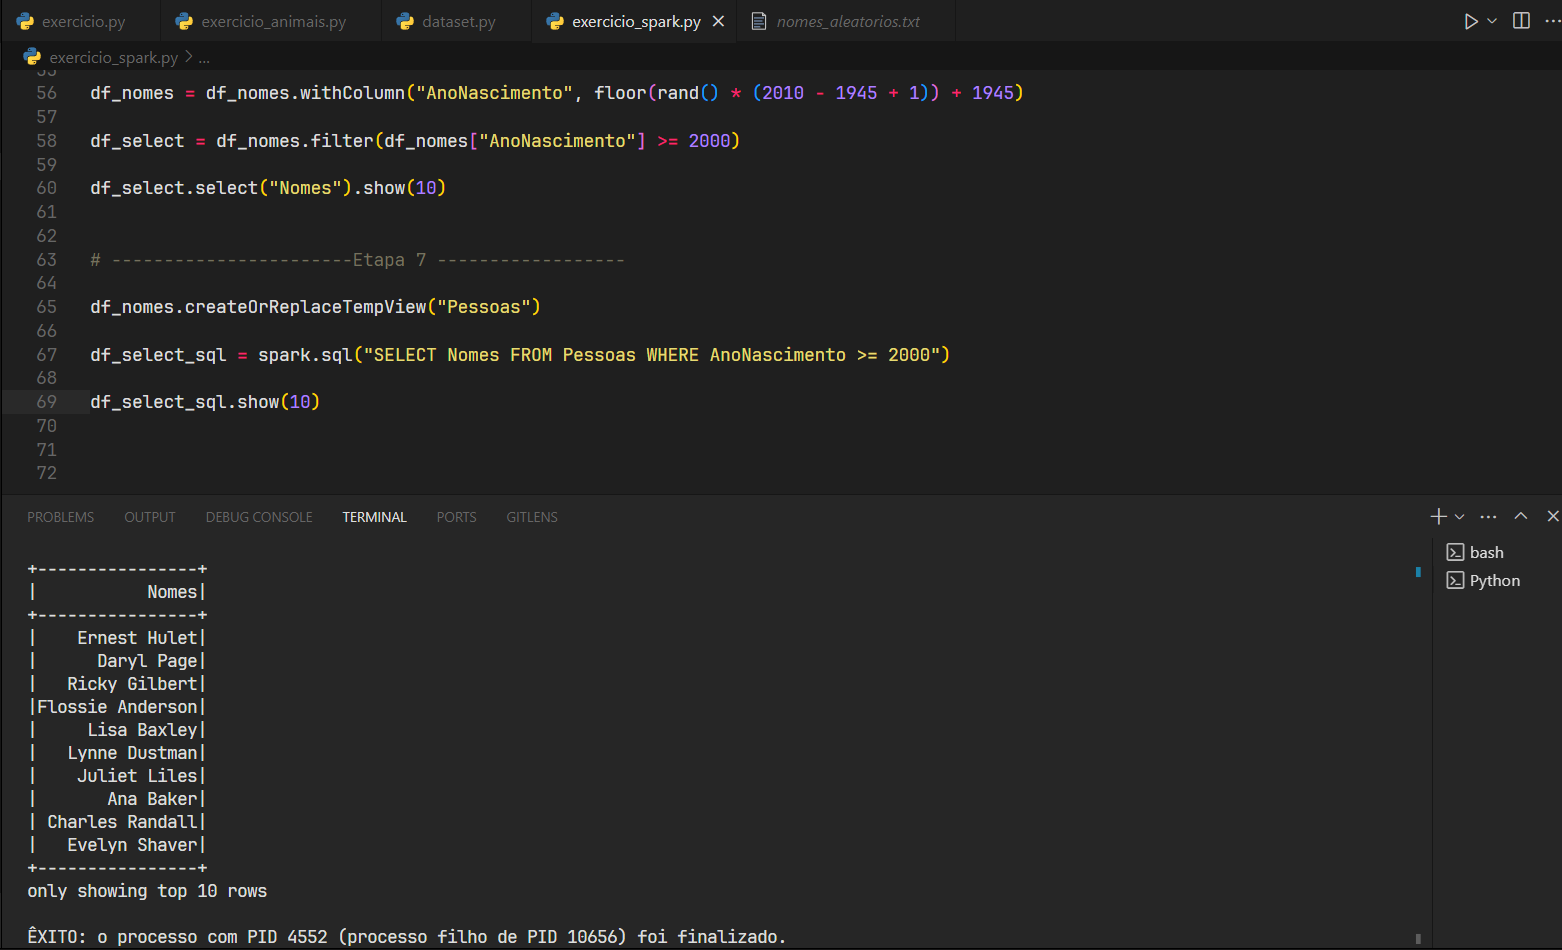 exercicio.py exercicio_animais.py dataset.py exercicio_spark.py nomes_aleatorios.txt
exercicio_spark.py > ...
55
56 df_nomes = df_nomes.withColumn("AnoNascimento", floor(rand() * (2010 - 1945 + 1)) + 1945)
57
58 df_select = df_nomes.filter(df_nomes["AnoNascimento"] >= 2000)
59
60 df_select.select("Nomes").show(10)
61
62
63 # -----------------------Etapa 7 ------------------
64
65 df_nomes.createOrReplaceTempView("Pessoas")
66
67 df_select_sql = spark.sql("SELECT Nomes FROM Pessoas WHERE AnoNascimento >= 2000")
68
69 df_select_sql.show(10)
70
71
72
PROBLEMS OUTPUT DEBUG CONSOLE TERMINAL PORTS GITLENS
bash
Python
+----------------+
|           Nomes|
+----------------+
|    Ernest Hulet|
|      Daryl Page|
|   Ricky Gilbert|
|Flossie Anderson|
|     Lisa Baxley|
|   Lynne Dustman|
|    Juliet Liles|
|       Ana Baker|
| Charles Randall|
|   Evelyn Shaver|
+----------------+
only showing top 10 rows
ÊXITO: o processo com PID 4552 (processo filho de PID 10656) foi finalizado.